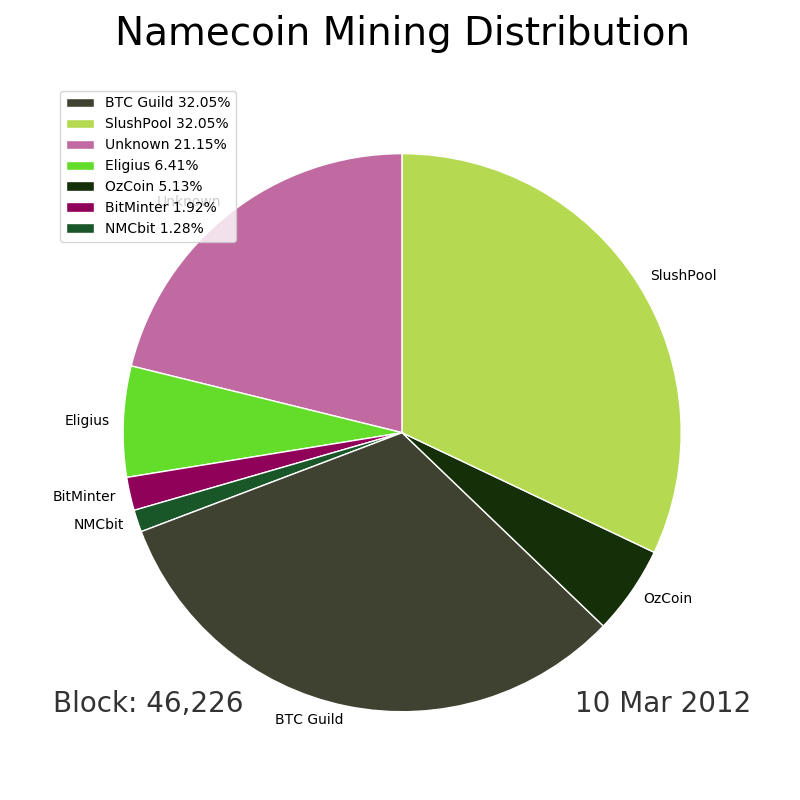 Namecoin Mining Distribution
BTC Guild 32.05%
SlushPool 32.05%
Unknown 21.15%
Eligius 6.41%
OzCoin 5.13%
BitMinter 1.92%
NMCbit 1.28%
Unknown
SlushPool
Eligius
BitMinter
NMCbit
OzCoin
BTC Guild
Block: 46,226
10 Mar 2012